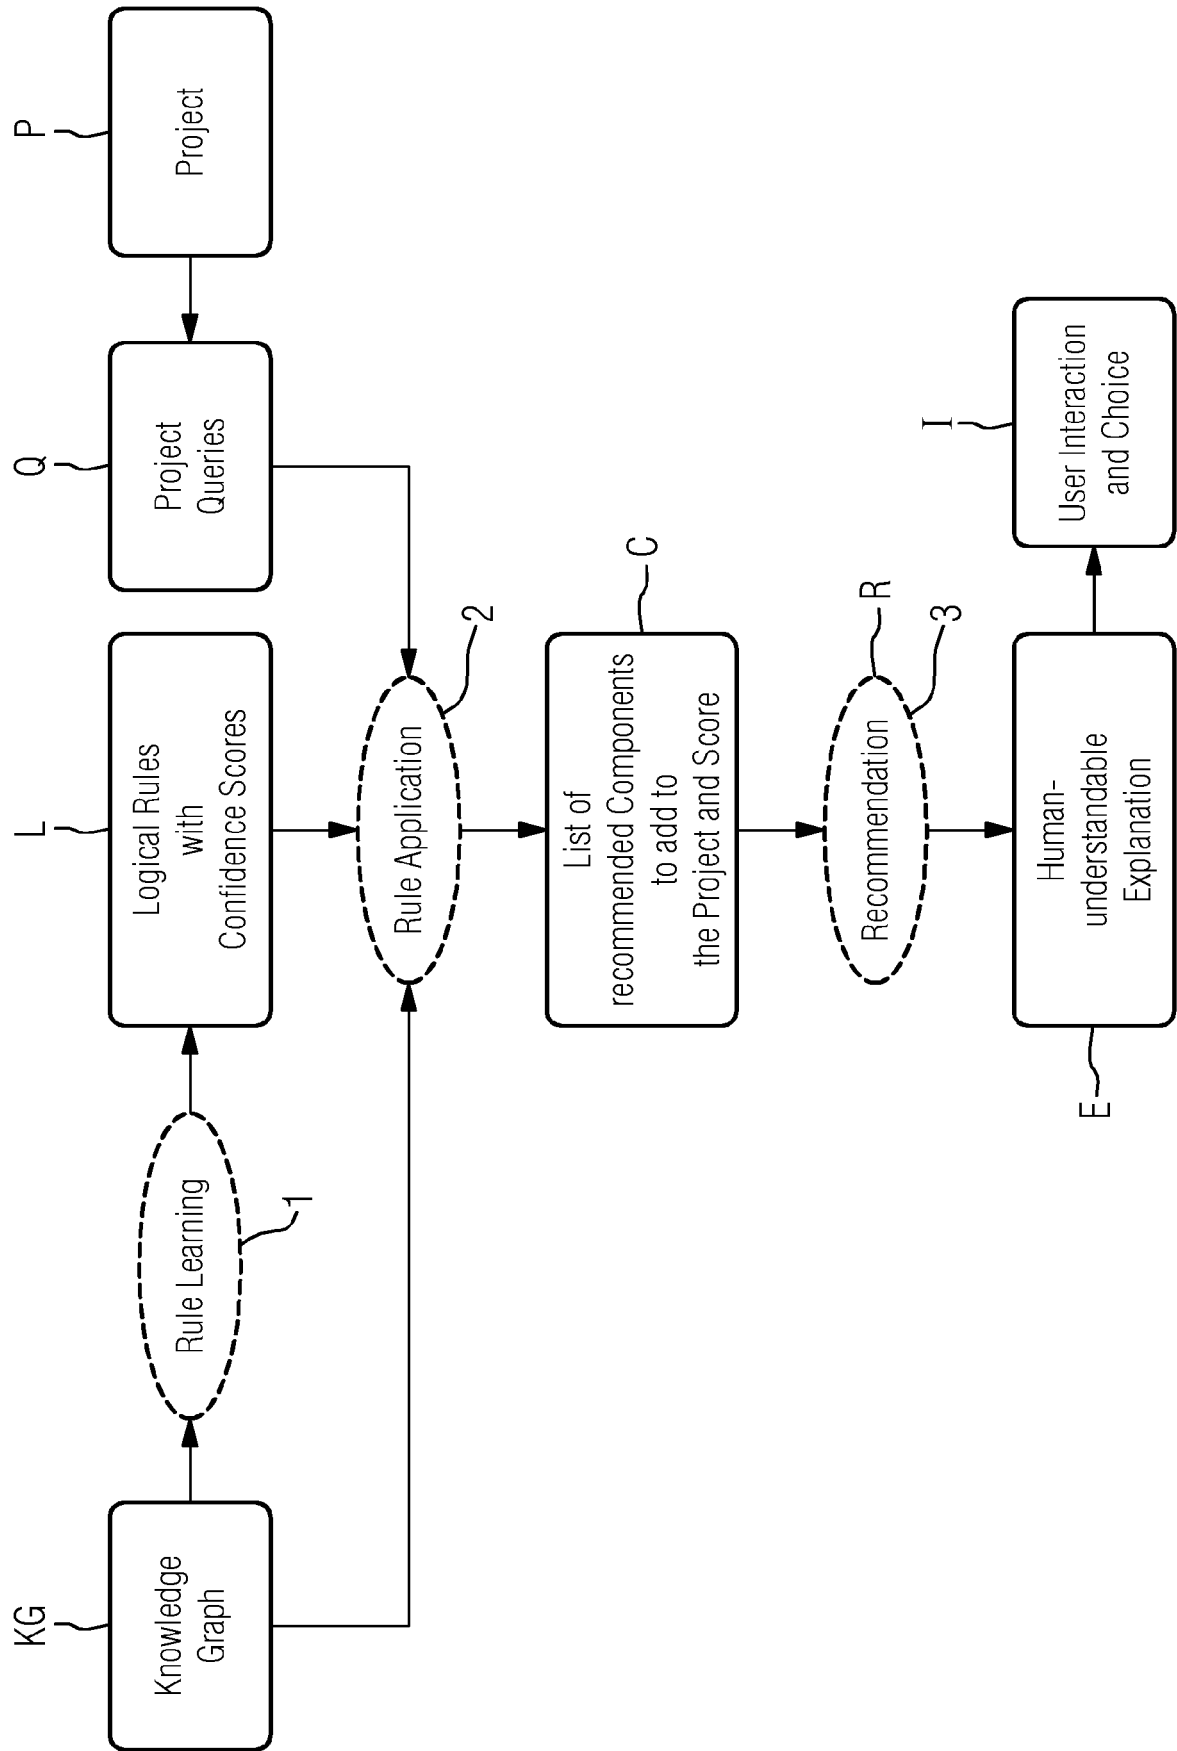 KG
Knowledge
Graph
Rule Learning
1
L
Logical Rules
with
Confidence Scores
Q
Project
Queries
P
Project
Rule Application
2
List of
recommended Components
to add to
the Project and Score
C
Recommendation
R
3
E
Human-
understandable
Explanation
I
User Interaction
and Choice